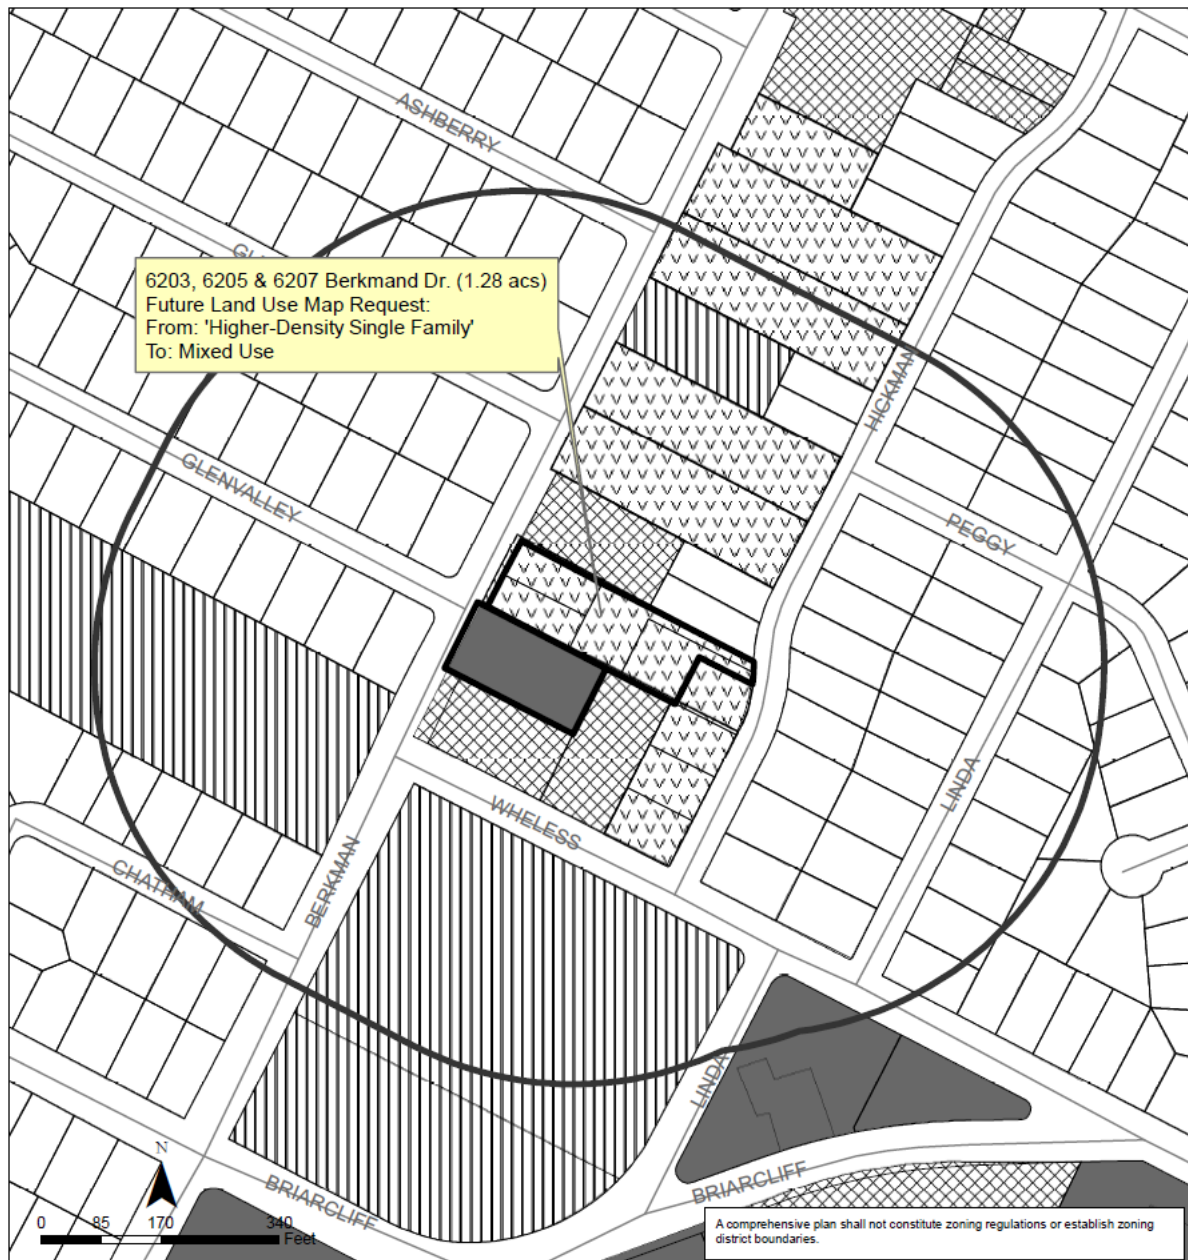 ASHBERRY
6203, 6205 & 6207 Berkmand Dr. (1.28 acs)
Future Land Use Map Request:
From: 'Higher-Density Single Family'
To: Mixed Use
HICKMAN
GLENVALLEY
PEGGY
LINDA
WHELESS
CHATHAM
BERKMAN
LINDA
BRIARCLIFF
BRIARCLIFF
N
0 85 170 340
Feet
A comprehensive plan shall not constitute zoning regulations or establish zoning
district boundaries.